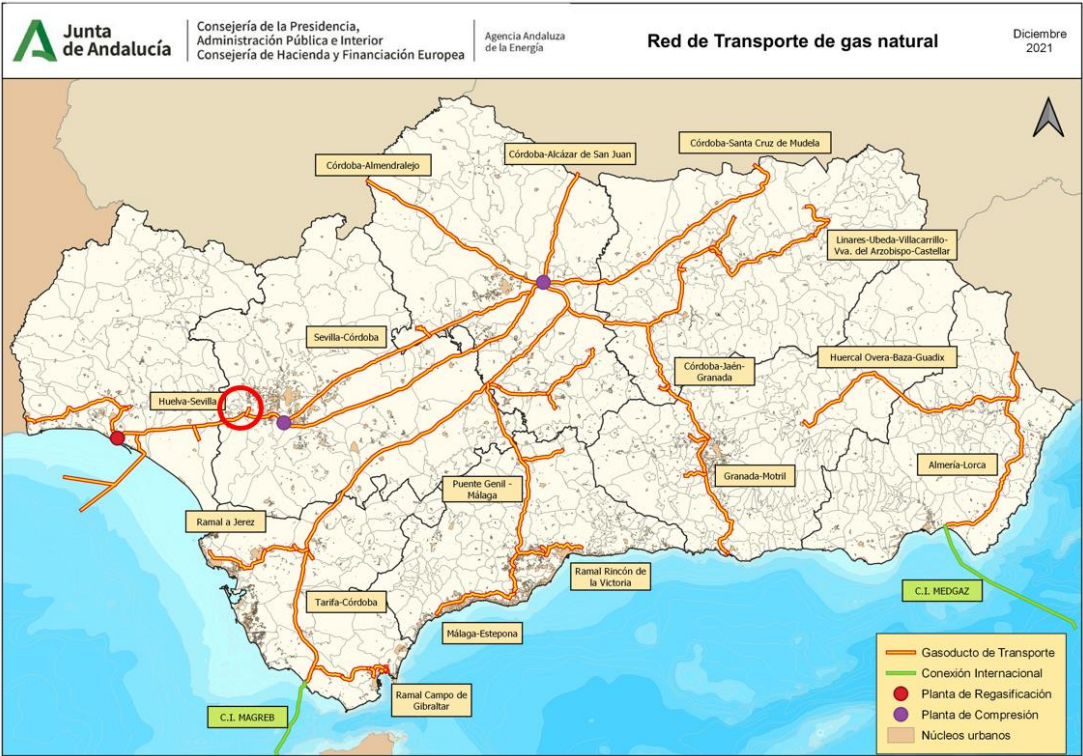 Junta
de Andalucía
Consejería de la Presidencia,
Administración Pública e Interior
Consejería de Hacienda y Financiación Europea
Agencia Andaluza
de la Energía
Red de Transporte de gas natural
Diciembre
2021
Córdoba-Almendralejo
Córdoba-Alcázar de San Juan
Córdoba-Santa Cruz de Mudela
Linares-Ubeda-Villacarrillo-
Vva. del Arzobispo-Castellar
Sevilla-Córdoba
Huelva-Sevilla
Córdoba-Jaén-
Granada
Huercal Overa-Baza-Guadix
Puente Genil -
Málaga
Granada-Motril
Almería-Lorca
Ramal a Jerez
Ramal Rincón de
la Victoria
Tarifa-Córdoba
Málaga-Estepona
C.I. MEDGAZ
Ramal Campo de
Gibraltar
C.I. MAGREB
Gasoducto de Transporte
Conexión Internacional
Planta de Regasificación
Planta de Compresión
Núcleos urbanos